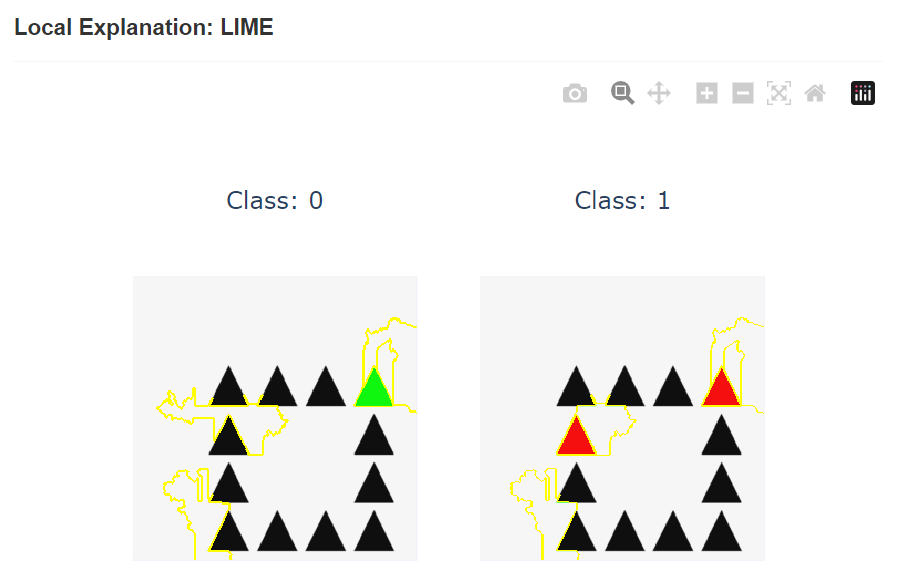 Local Explanation: LIME
Class: 0
Class: 1